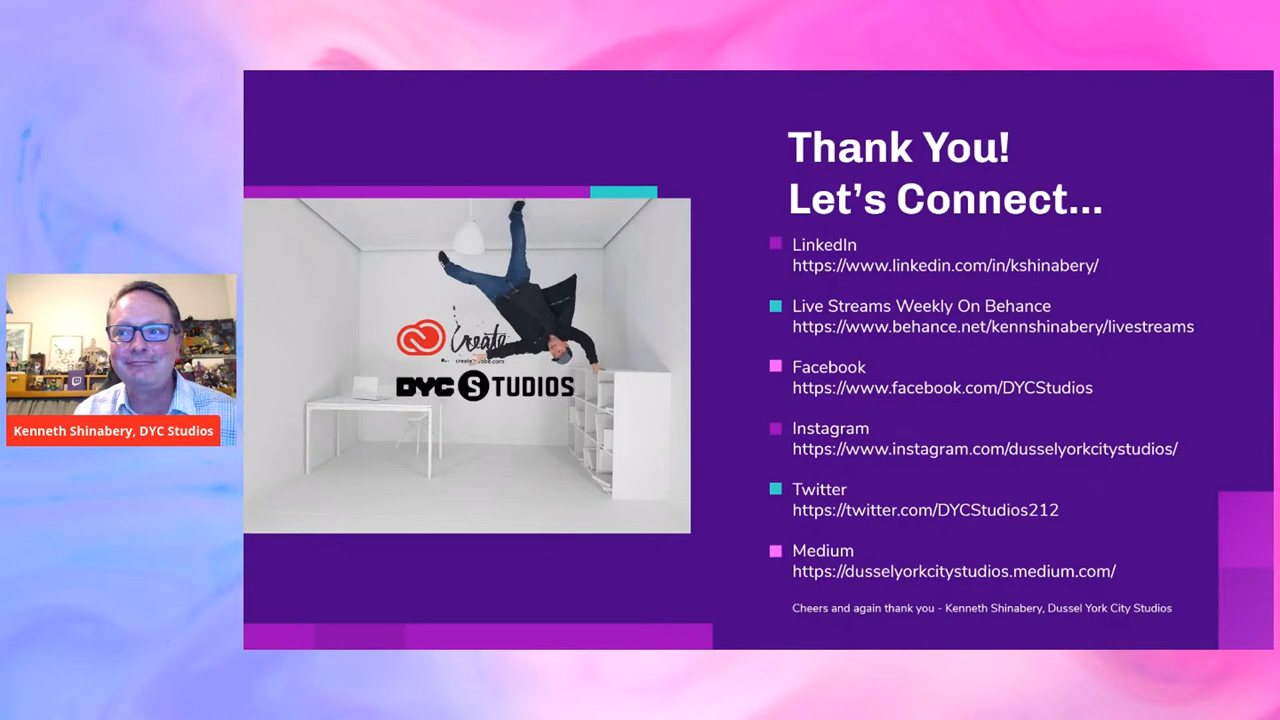 Thank You!
Let's Connect...
LinkedIn
https://www.linkedin.com/in/kshinabery/
Live Streams Weekly On Behance
https://www.behance.net/kennshinabery/livestreams
Facebook
https://www.facebook.com/DYCStudios
Instagram
https://www.instagram.com/dusselyorkcitystudios/
Twitter
https://twitter.com/DYCStudios212
Medium
https://dusselyorkcitystudios.medium.com/
Cheers and again thank you - Kenneth Shinabery, Dussel York City Studios
Create
DYC STUDIOS
Kenneth Shinabery, DYC Studios